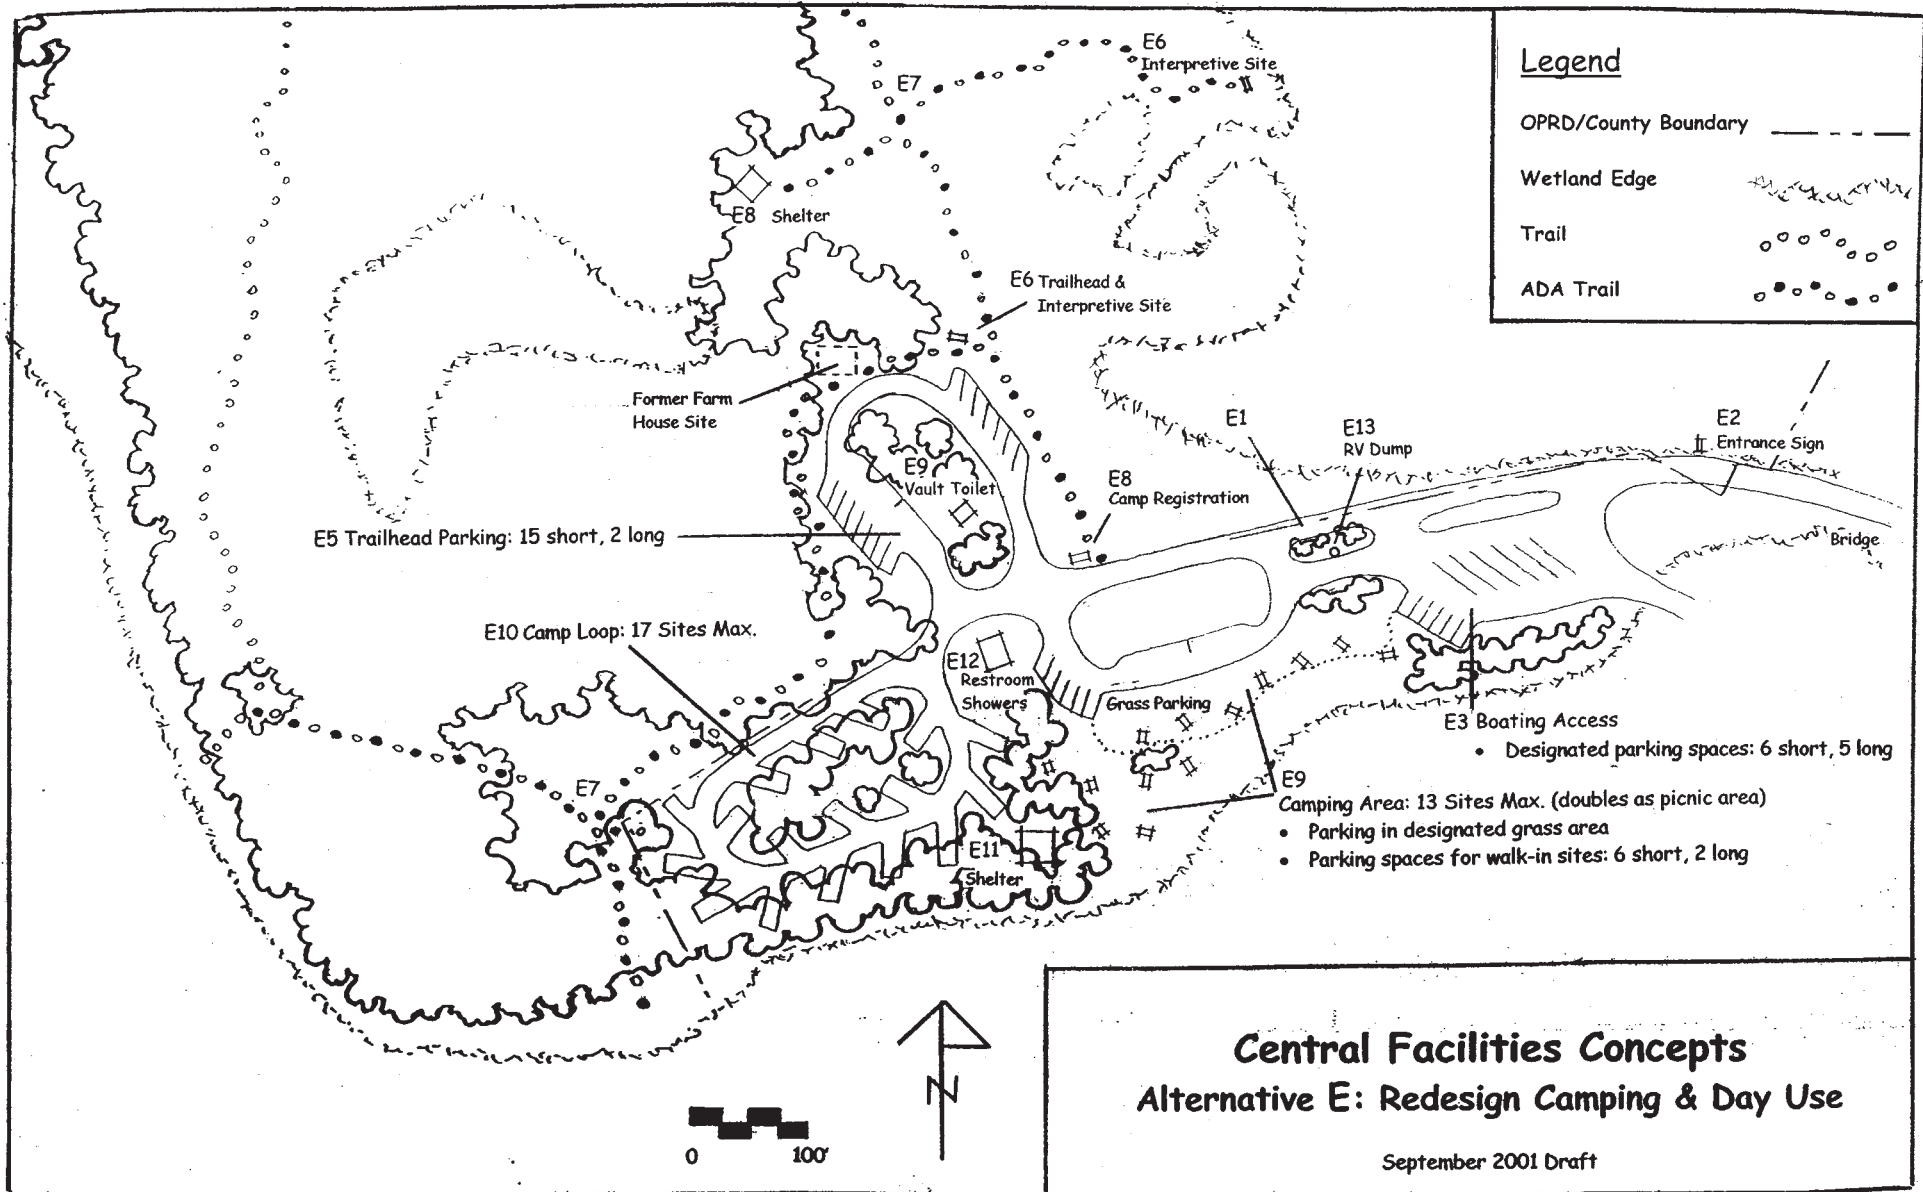 E6
Interpretive Site
E7
E8 Shelter
E6 Trailhead &
Interpretive Site
Former Farm
House Site
E9
Vault Toilet
E8
Camp Registration
E1
E13
RV Dump
E2
Entrance Sign
Bridge
E5 Trailhead Parking: 15 short, 2 long
E10 Camp Loop: 17 Sites Max.
E12
Restroom
Showers
Grass Parking
E3 Boating Access
• Designated parking spaces: 6 short, 5 long
E7
E9
Camping Area: 13 Sites Max. (doubles as picnic area)
• Parking in designated grass area
• Parking spaces for walk-in sites: 6 short, 2 long
E11
Shelter
Legend
OPRD/County Boundary
Wetland Edge
Trail
ADA Trail
N
0 100'
Central Facilities Concepts
Alternative E: Redesign Camping & Day Use
September 2001 Draft